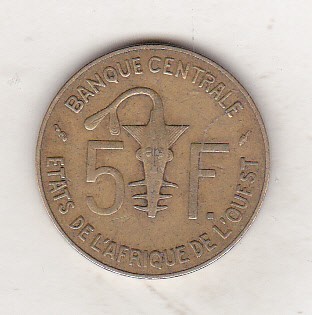 BANQUE CENTRALE
5 F.
ETATS DE L'AFRIQUE DE L'OUEST